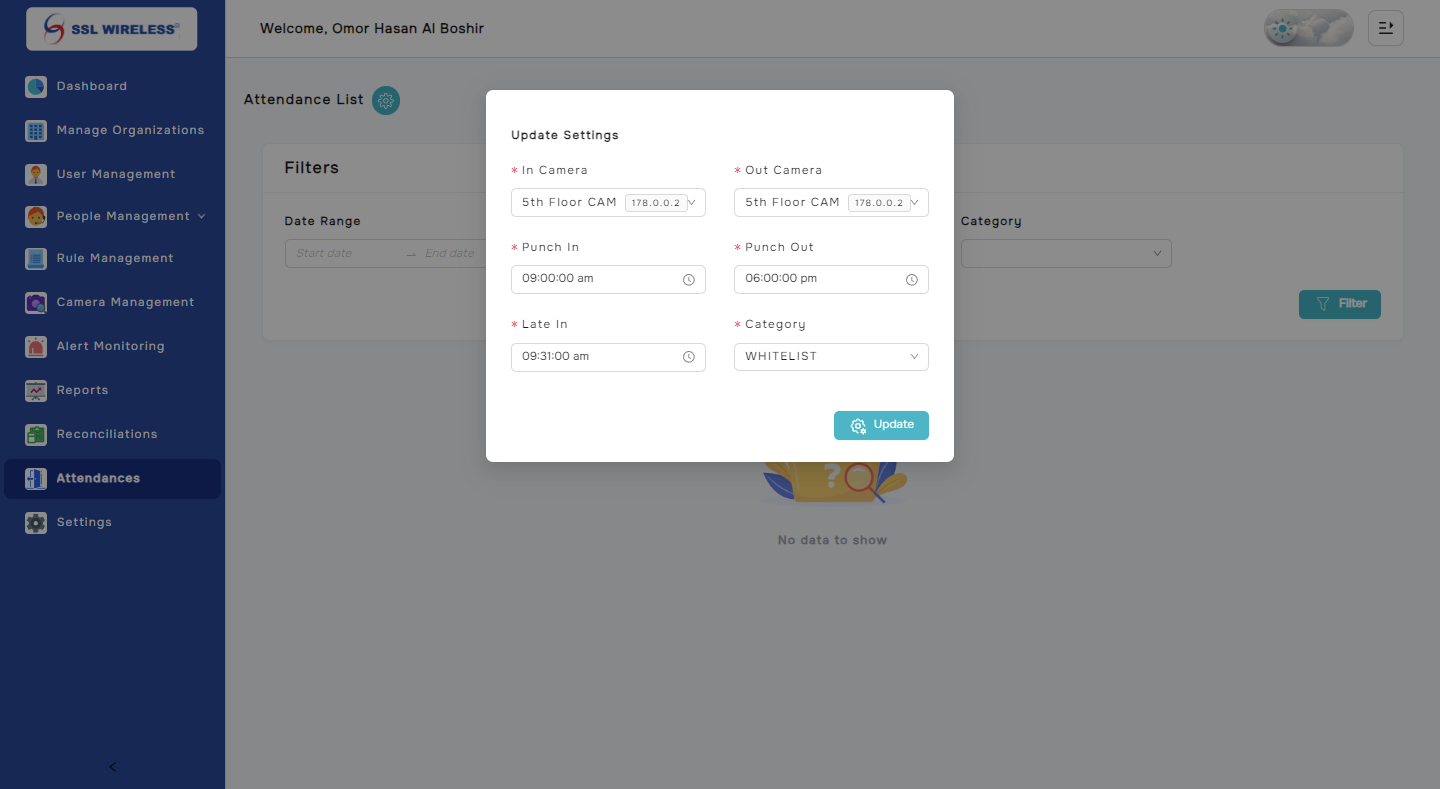 SSL WIRELESS
Welcome, Omor Hasan Al Boshir
Dashboard
Manage Organizations
User Management
People Management
Rule Management
Camera Management
Alert Monitoring
Reports
Reconciliations
Attendances
Settings
Attendance List
Filters
Date Range
Start date
End date
Category
Filter
Update Settings
* In Camera
* Out Camera
5th Floor CAM 178.0.0.2
5th Floor CAM 178.0.0.2
* Punch In
* Punch Out
09:00:00 am
06:00:00 pm
* Late In
* Category
09:31:00 am
WHITELIST
Update
?
No data to show